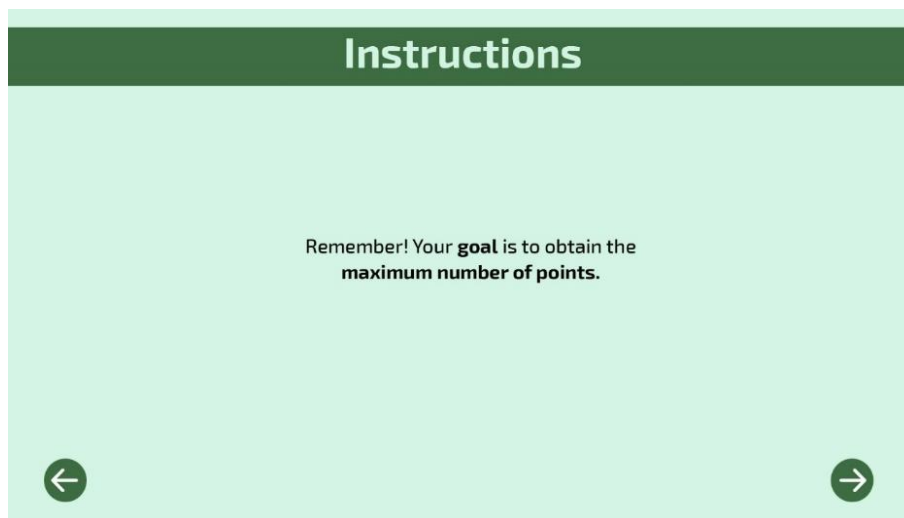 Instructions
Remember! Your goal is to obtain the
maximum number of points.